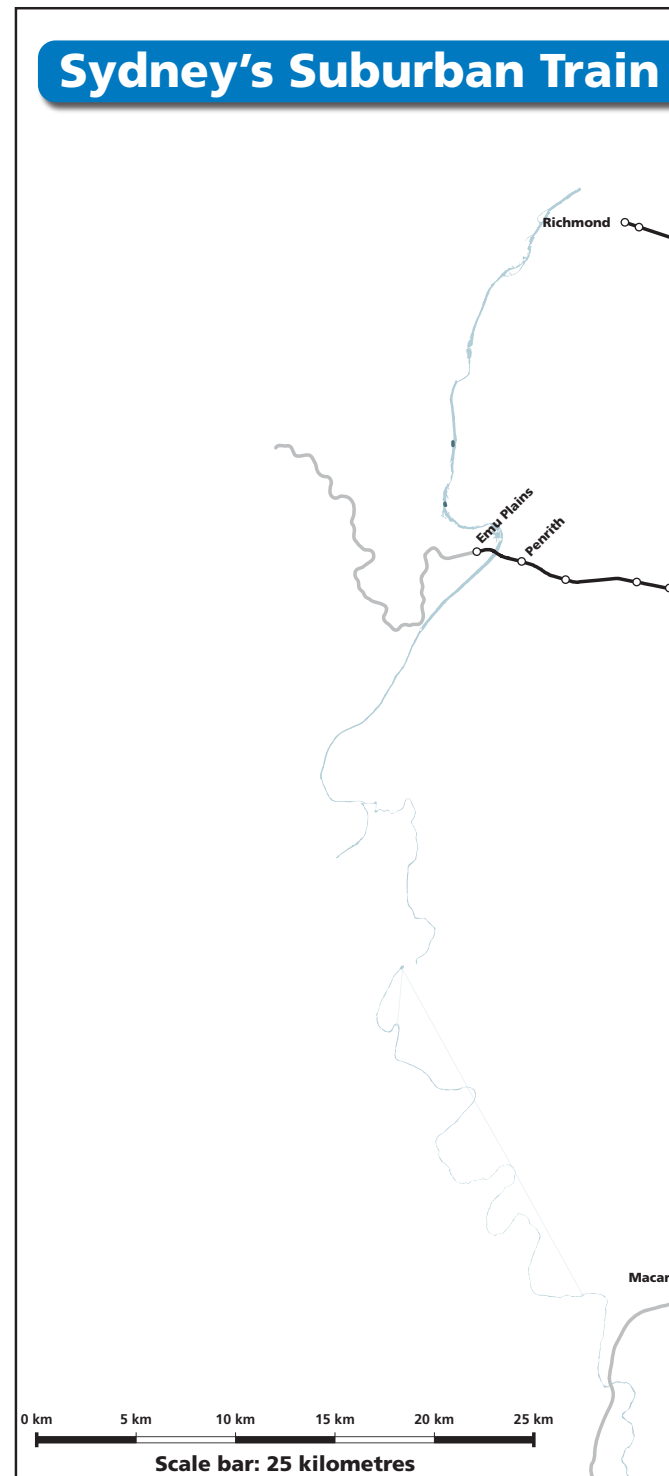 Sydney’s Suburban Train
Richmond
Emu Plains
Penrith
Macar
0 km 5 km 10 km 15 km 20 km 25 km
Scale bar: 25 kilometres